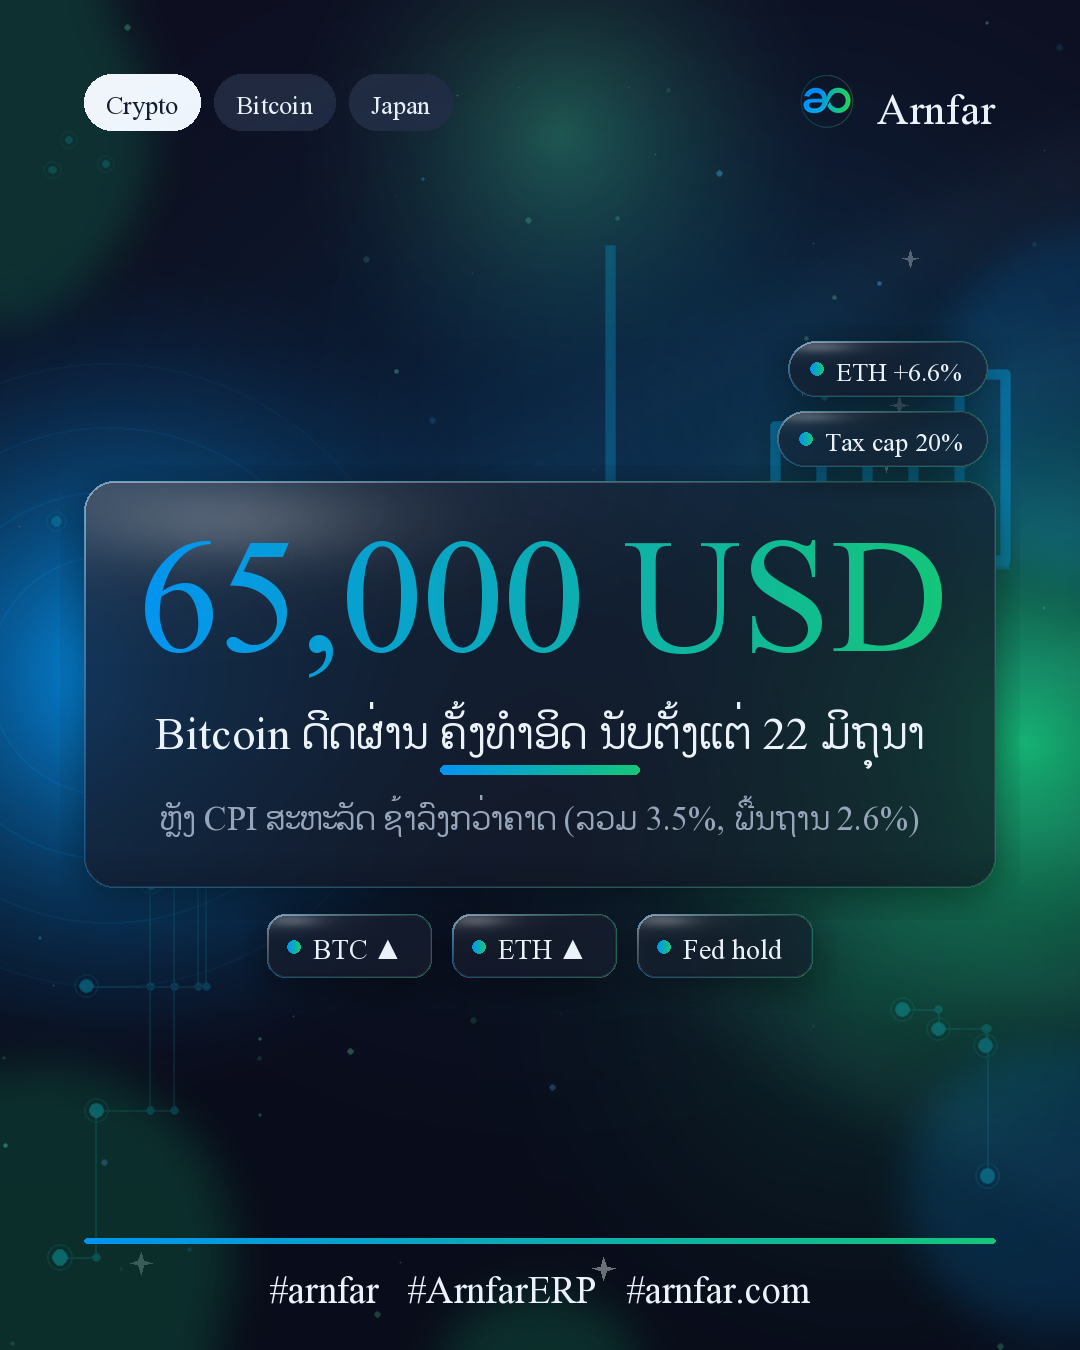 Crypto Bitcoin Japan
Arnfar
ETH +6.6%
Tax cap 20%
65,000 USD
Bitcoin ດີດຜ່ານ ຄັ້ງທຳອິດ ນັບຕັ້ງແຕ່ 22 ມິຖຸນາ
ຫຼັງ CPI ສະຫະລັດ ຊ້າລົງກວ່າຄາດ (ລວມ 3.5%, ພື້ນຖານ 2.6%)
BTC ▲ ETH ▲ Fed hold
#arnfar #ArnfarERP #arnfar.com